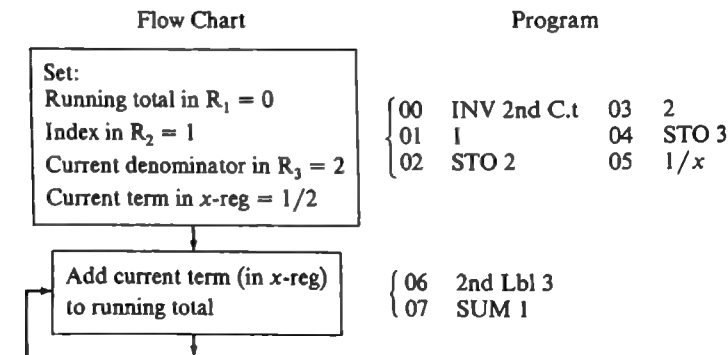 Flow Chart Program
Set:
Running total in R₁ = 0
Index in R₂ = 1
Current denominator in R₃ = 2
Current term in x-reg = 1/2
00 INV 2nd C.t 03 2
01 1 04 STO 3
02 STO 2 05 1/x
Add current term (in x-reg)
to running total
06 2nd Lbl 3
07 SUM 1